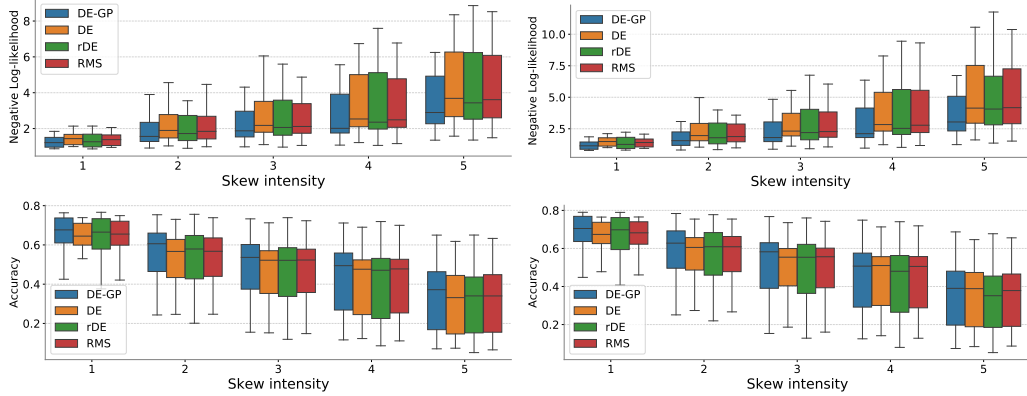 Negative Log-likelihood
8
6
4
2
DE-GP
DE
rDE
RMS
1 2 3 4 5
Skew intensity
Negative Log-likelihood
10.0
7.5
5.0
2.5
DE-GP
DE
rDE
RMS
1 2 3 4 5
Skew intensity
Accuracy
0.8
0.6
0.4
0.2
DE-GP
DE
rDE
RMS
1 2 3 4 5
Skew intensity
Accuracy
0.8
0.6
0.4
0.2
DE-GP
DE
rDE
RMS
1 2 3 4 5
Skew intensity